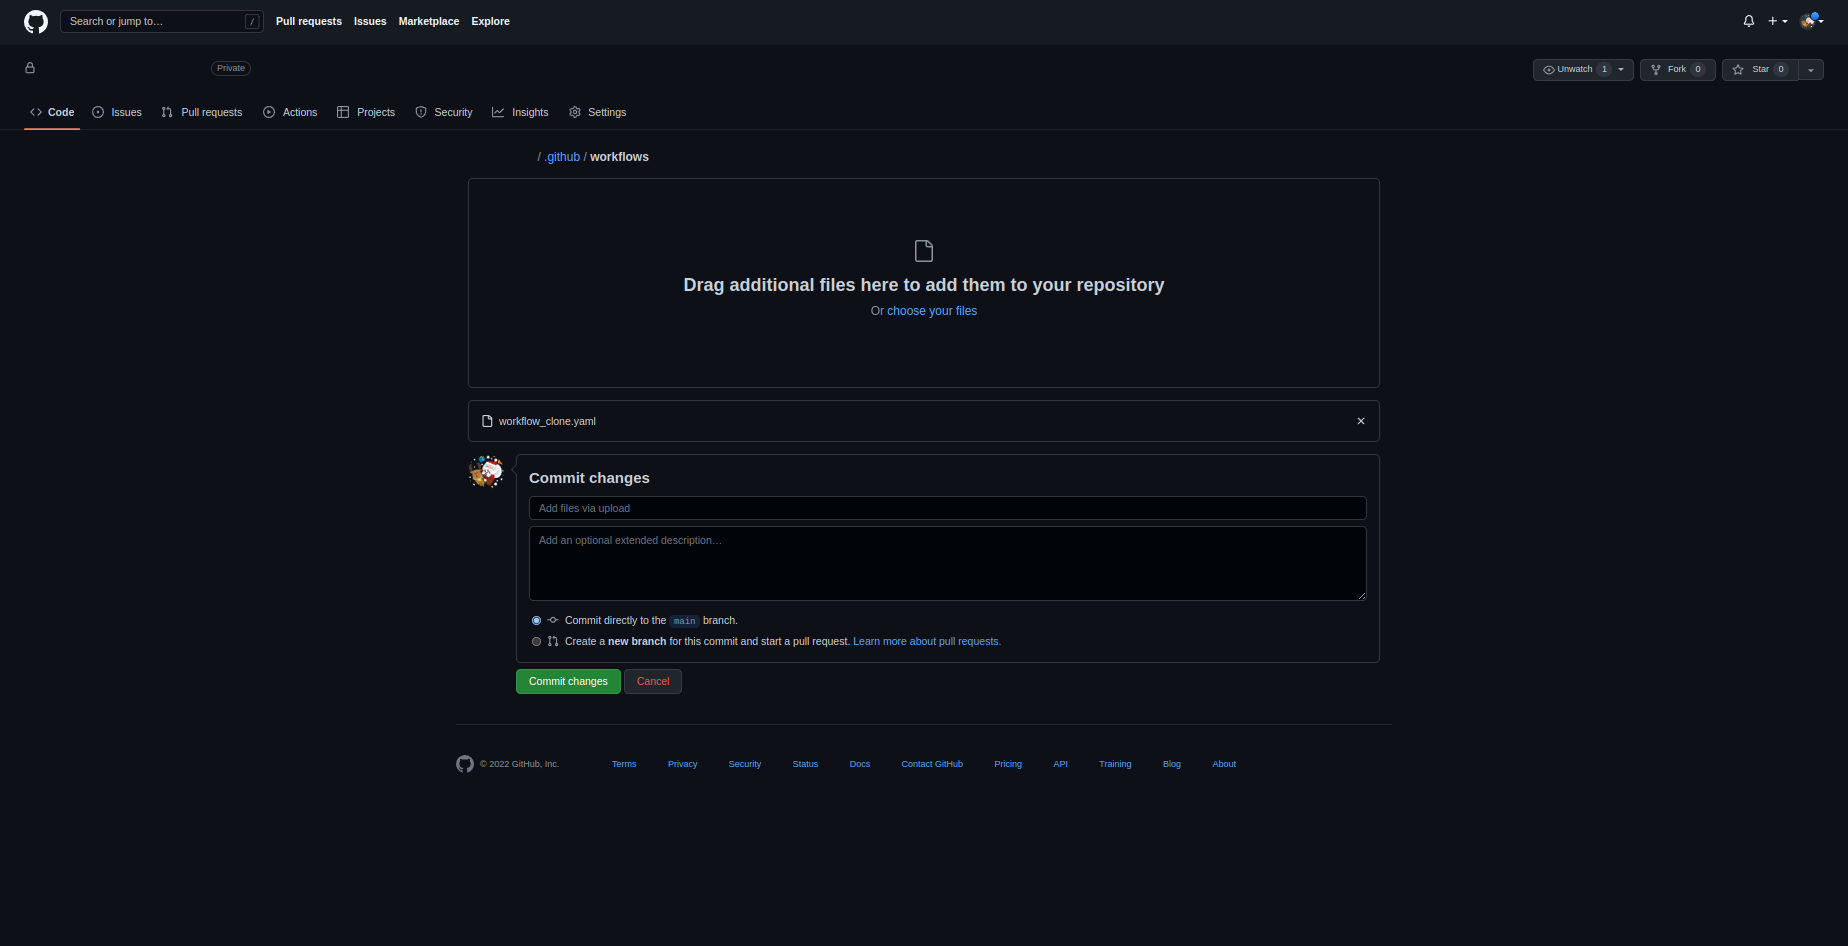 Search or jump to… / Pull requests Issues Marketplace Explore
Private Unwatch 1 Fork 0 Star 0
Code Issues Pull requests Actions Projects Security Insights Settings
/ .github / workflows
Drag additional files here to add them to your repository
Or choose your files
workflow_clone.yaml
Commit changes
Add files via upload
Add an optional extended description…
Commit directly to the main branch.
Create a new branch for this commit and start a pull request. Learn more about pull requests.
Commit changes Cancel
© 2022 GitHub, Inc. Terms Privacy Security Status Docs Contact GitHub Pricing API Training Blog About